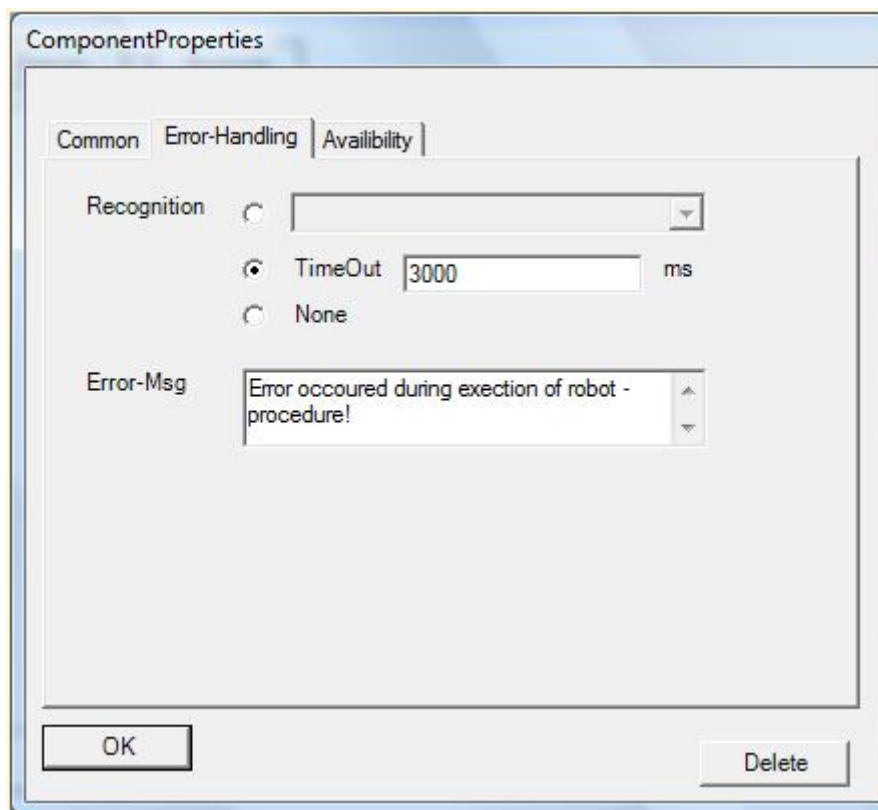 ComponentProperties
Common Error-Handling Availibility
Recognition
TimeOut 3000 ms
None
Error-Msg Error occoured during exection of robot -
procedure!
OK
Delete